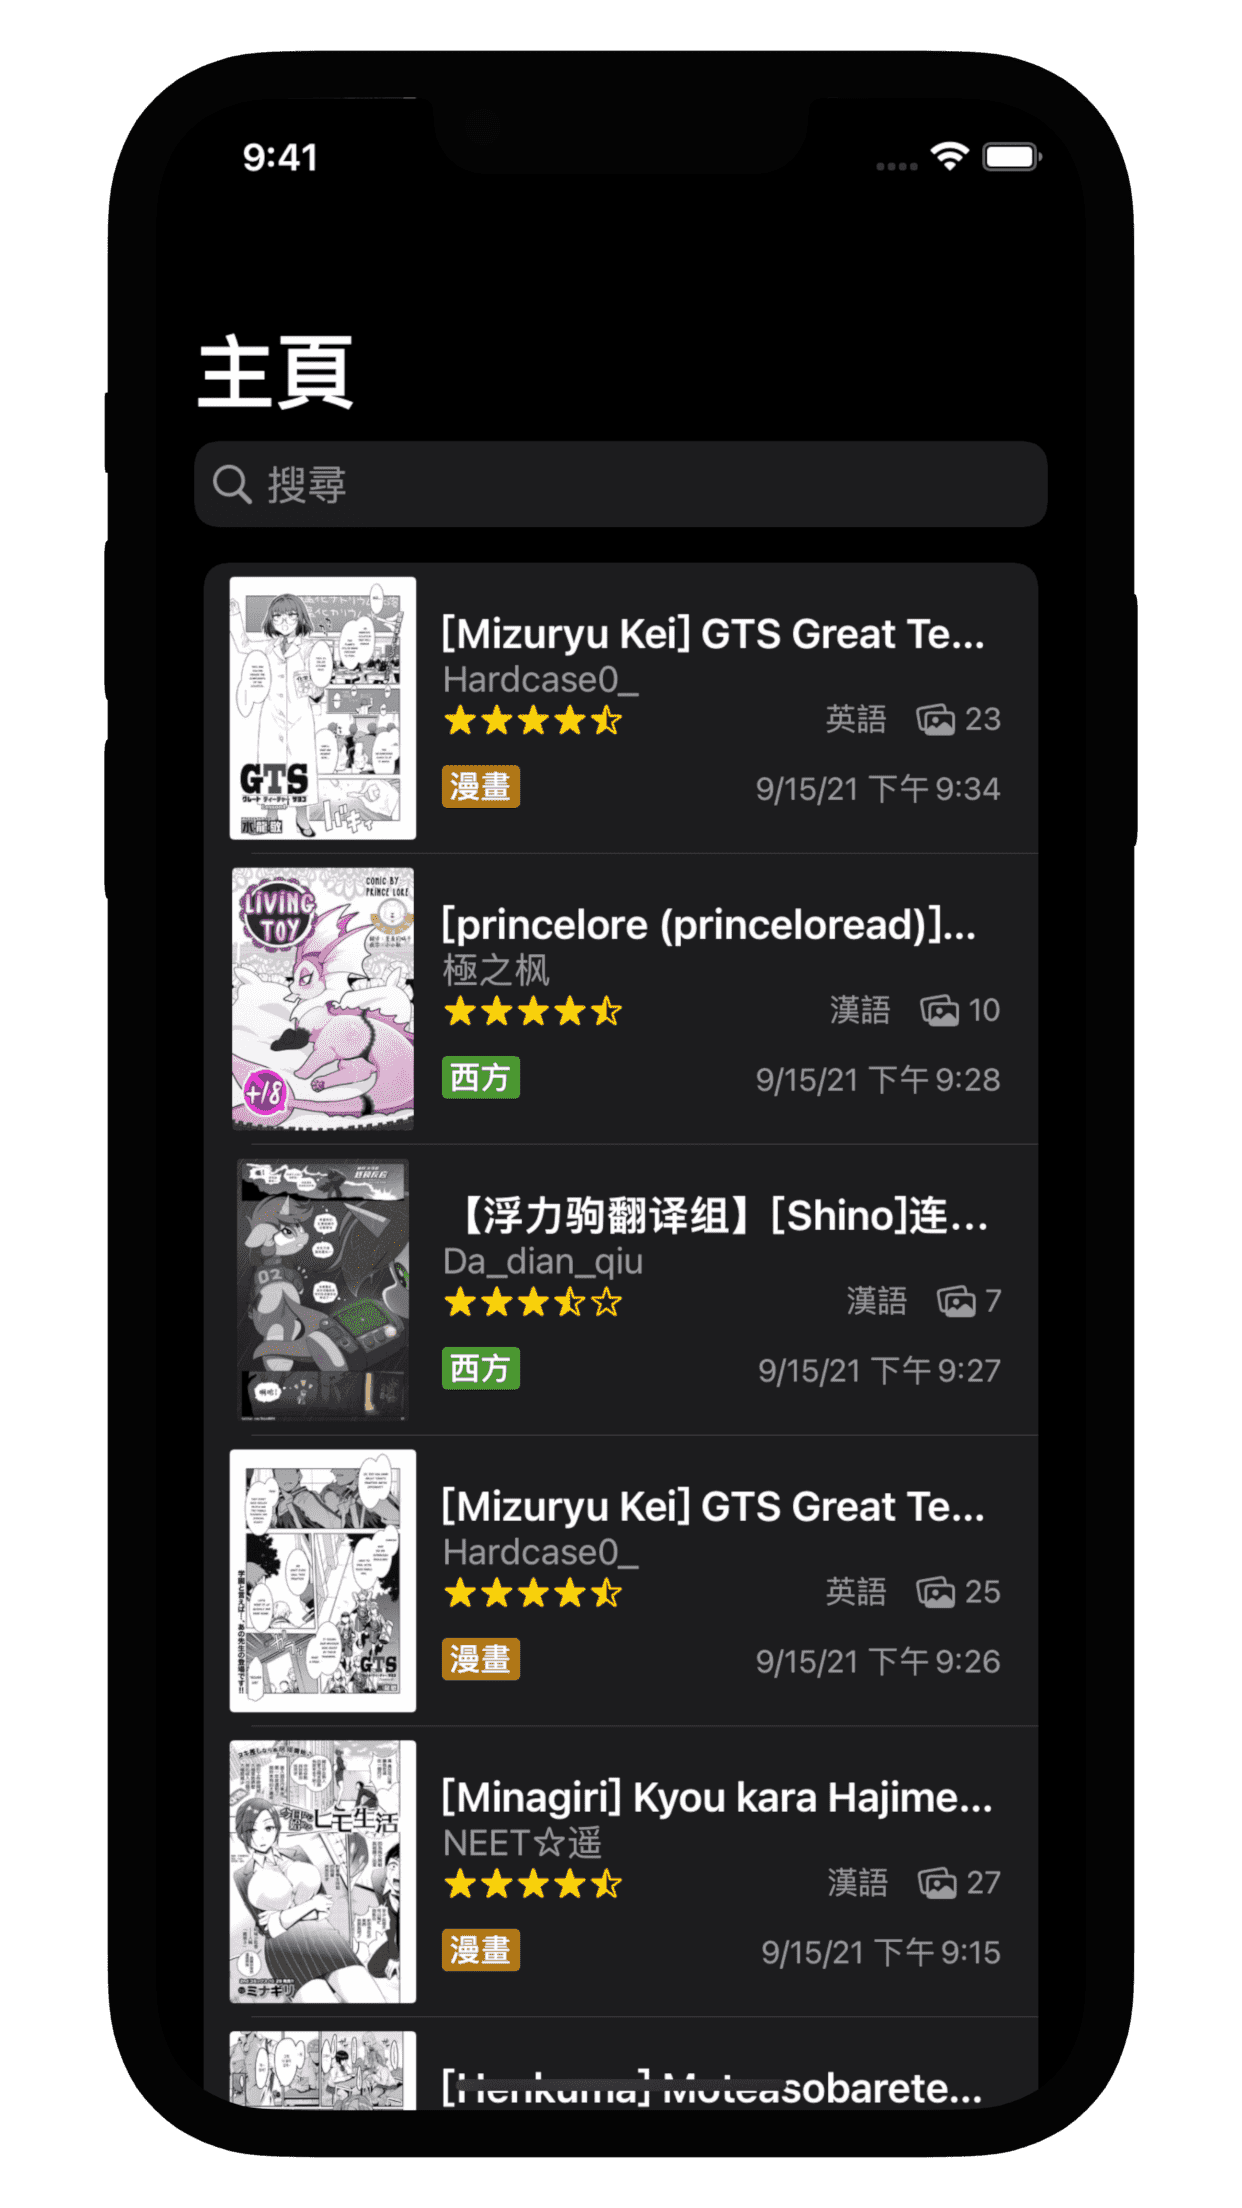 9:41
主頁
搜尋
[Mizuryu Kei] GTS Great Te...
Hardcase0_
英語 23
漫畫
9/15/21 下午 9:34
GTS
水龍敬
[princelore (princeloread)]...
極之枫
漢語 10
西方
9/15/21 下午 9:28
LIVING
TOY
COMIC BY
PRINCE LORE
+18
【浮力驹翻译组】[Shino]连...
Da_dian_qiu
漢語 7
西方
9/15/21 下午 9:27
02
[Mizuryu Kei] GTS Great Te...
Hardcase0_
英語 25
漫畫
9/15/21 下午 9:26
GTS
[Minagiri] Kyou kara Hajime...
NEET☆遥
漢語 27
漫畫
9/15/21 下午 9:15
ヒモ生活
ミナギリ
[Henkuma] Moteasobarete...